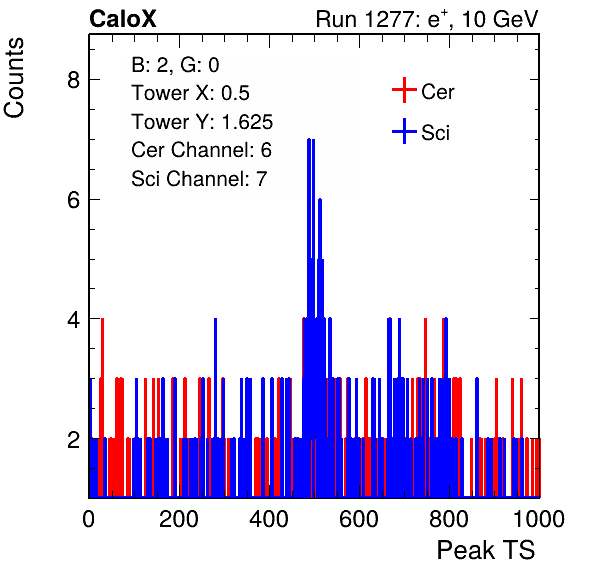 CaloX
Run 1277: e+, 10 GeV
Counts
B: 2, G: 0
Tower X: 0.5
Tower Y: 1.625
Cer Channel: 6
Sci Channel: 7
Cer
Sci
8
6
4
2
0 200 400 600 800 1000
Peak TS